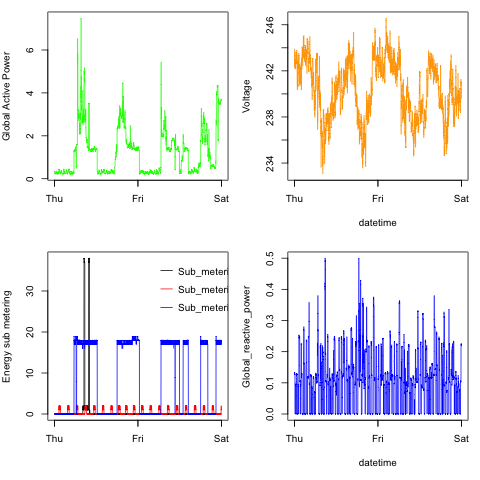 Global Active Power
6
4
2
0
Thu Fri Sat
Voltage
246
242
238
234
Thu Fri Sat
datetime
Energy sub metering
30
20
10
0
Sub_meteri
Sub_meteri
Sub_meteri
Thu Fri Sat
Global_reactive_power
0.5
0.4
0.3
0.2
0.1
0.0
Thu Fri Sat
datetime